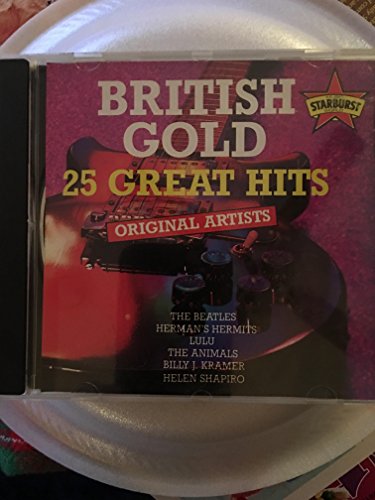 BRITISH
GOLD
STARBURST
25 GREAT HITS
ORIGINAL ARTISTS
THE BEATLES
HERMAN'S HERMITS
LULU
THE ANIMALS
BILLY J. KRAMER
HELEN SHAPIRO